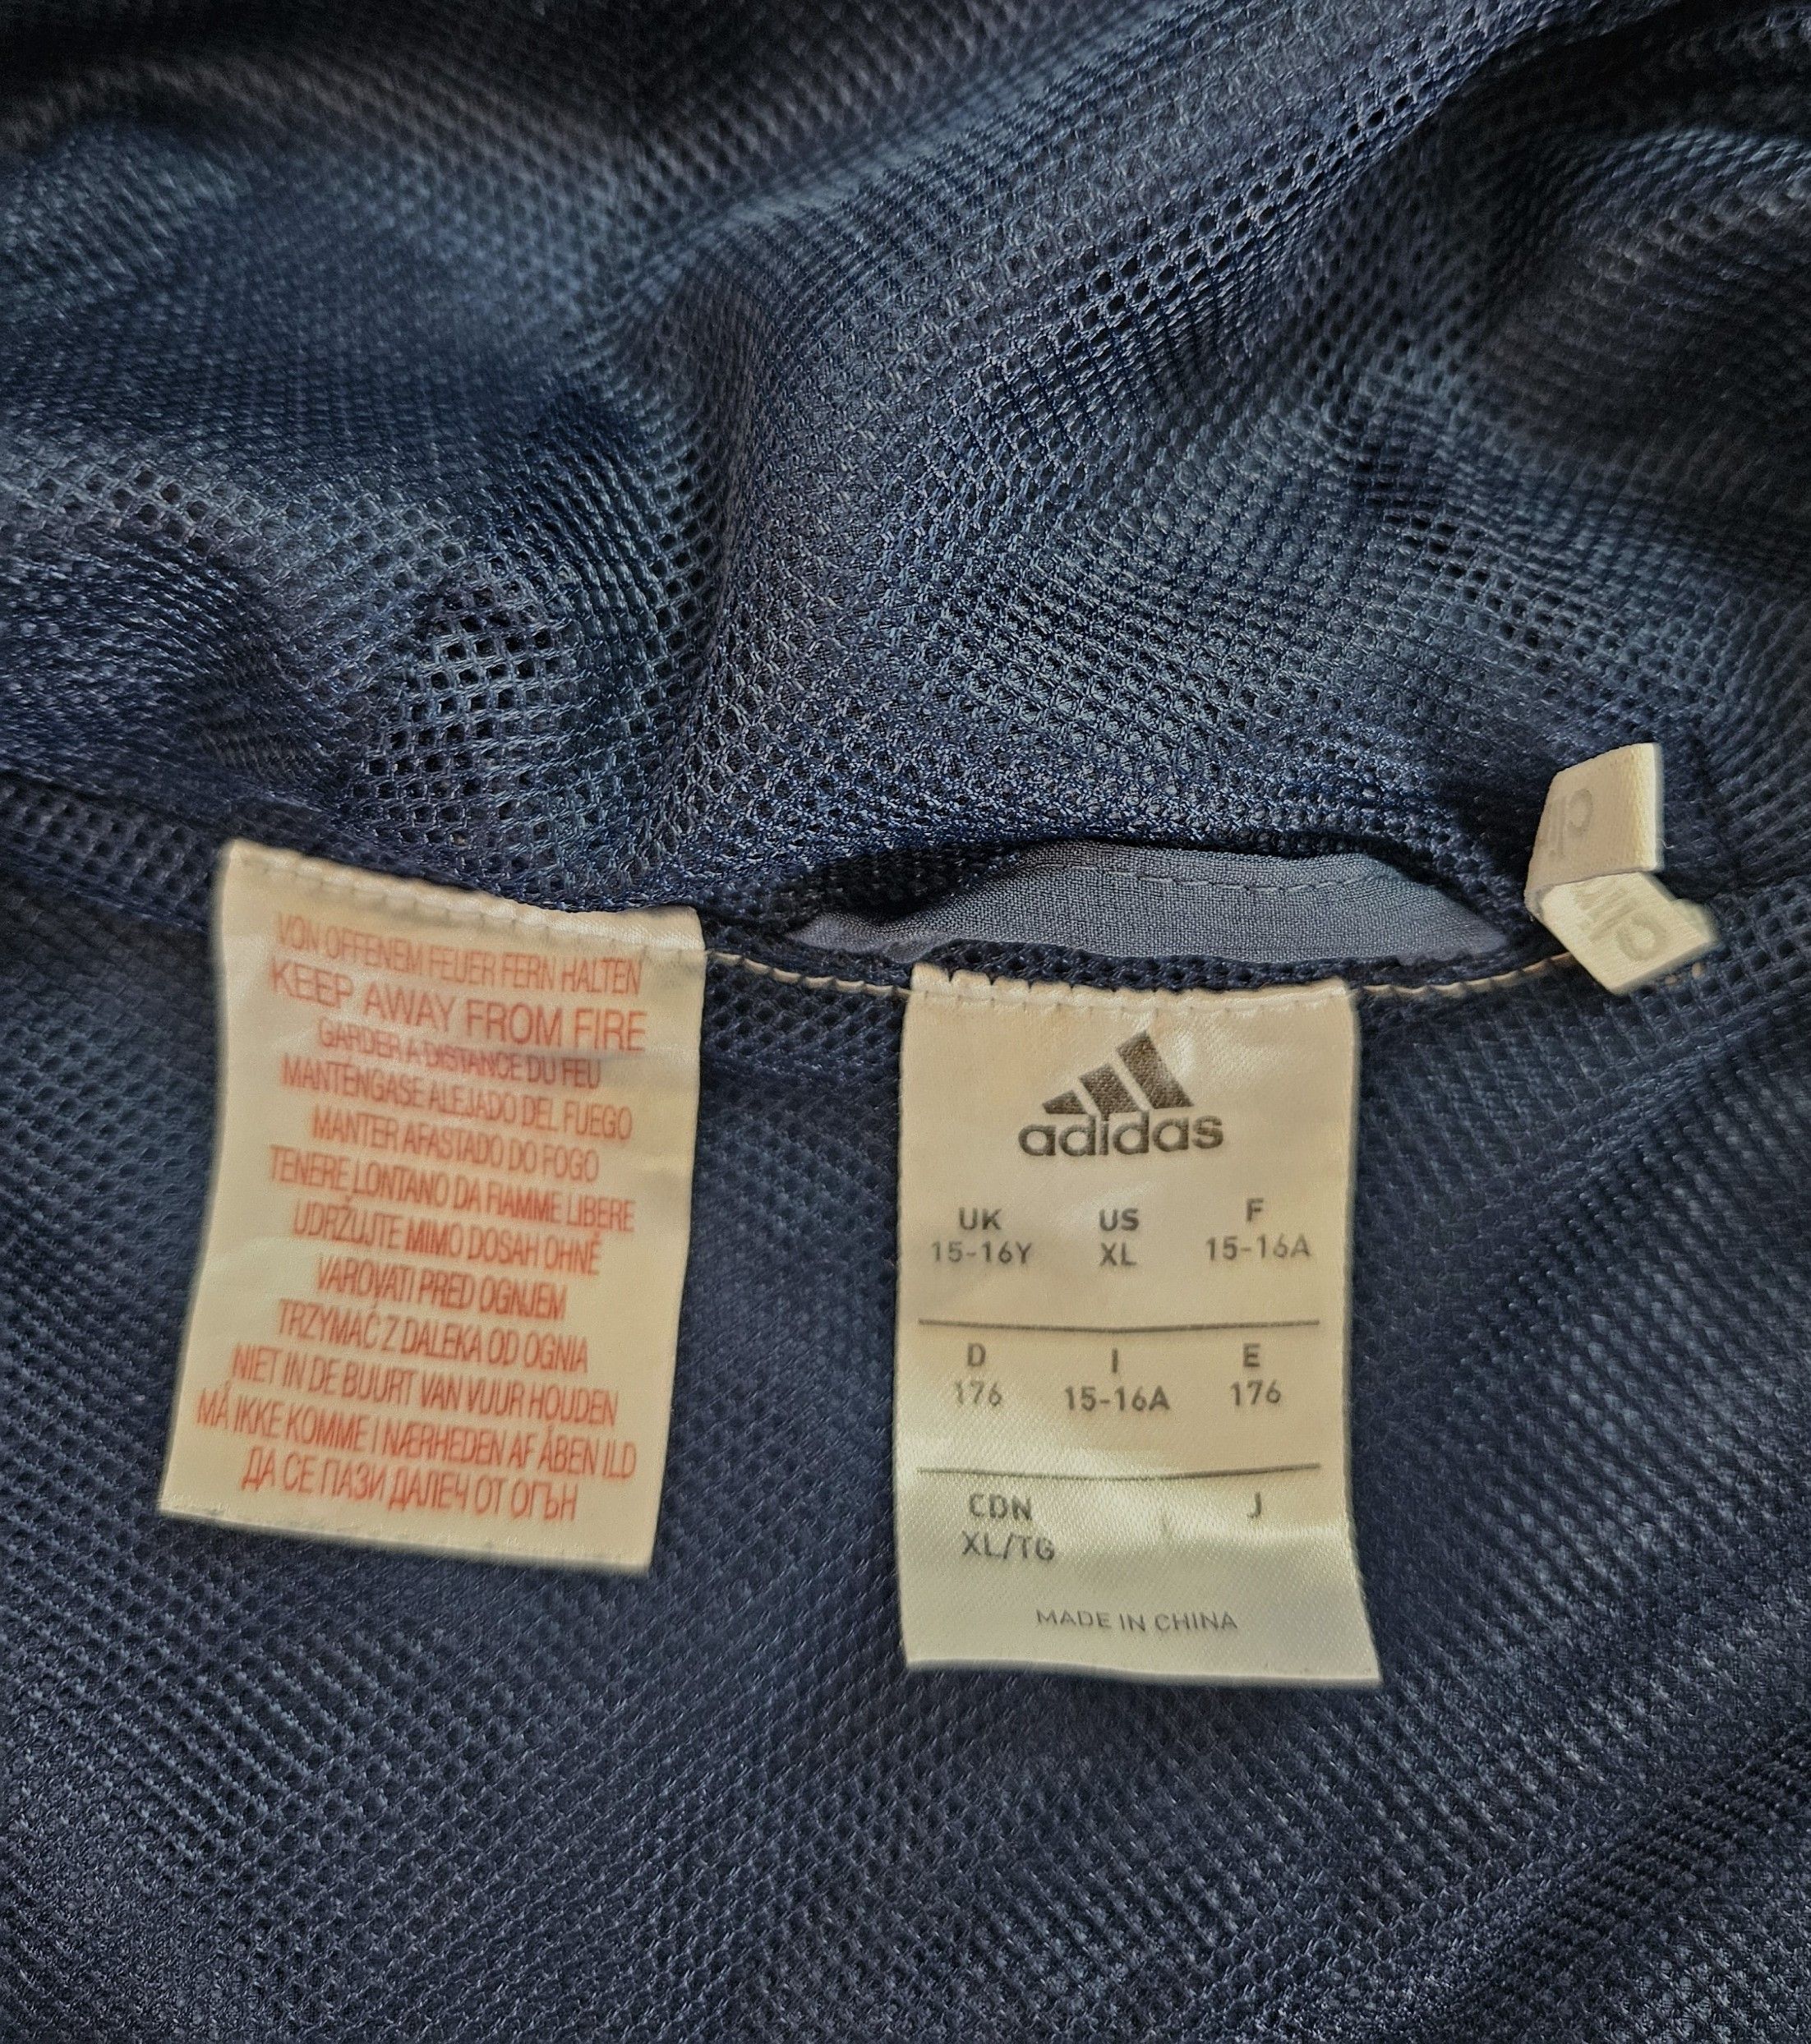 VON OFFENEM FEUER FERN HALTEN
KEEP AWAY FROM FIRE
GARDER A DISTANCE DU FEU
MANTÉNGASE ALEJADO DEL FUEGO
MANTER AFASTADO DO FOGO
TENERE LONTANO DA FIAMME LIBERE
UDRŽUJTE MIMO DOSAH OHNĚ
VAROVATI PRED OGNJEM
TRZYMAĆ Z DALEKA OD OGNIA
NIET IN DE BUURT VAN VUUR HOUDEN
MÅ IKKE KOMME I NÆRHEDEN AF ÅBEN ILD
ДА СЕ ПАЗИ ДАЛЕЧ ОТ ОГЪН
adidas
UK US F
15-16Y XL 15-16A
D I E
176 15-16A 176
CDN J
XL/TG
MADE IN CHINA